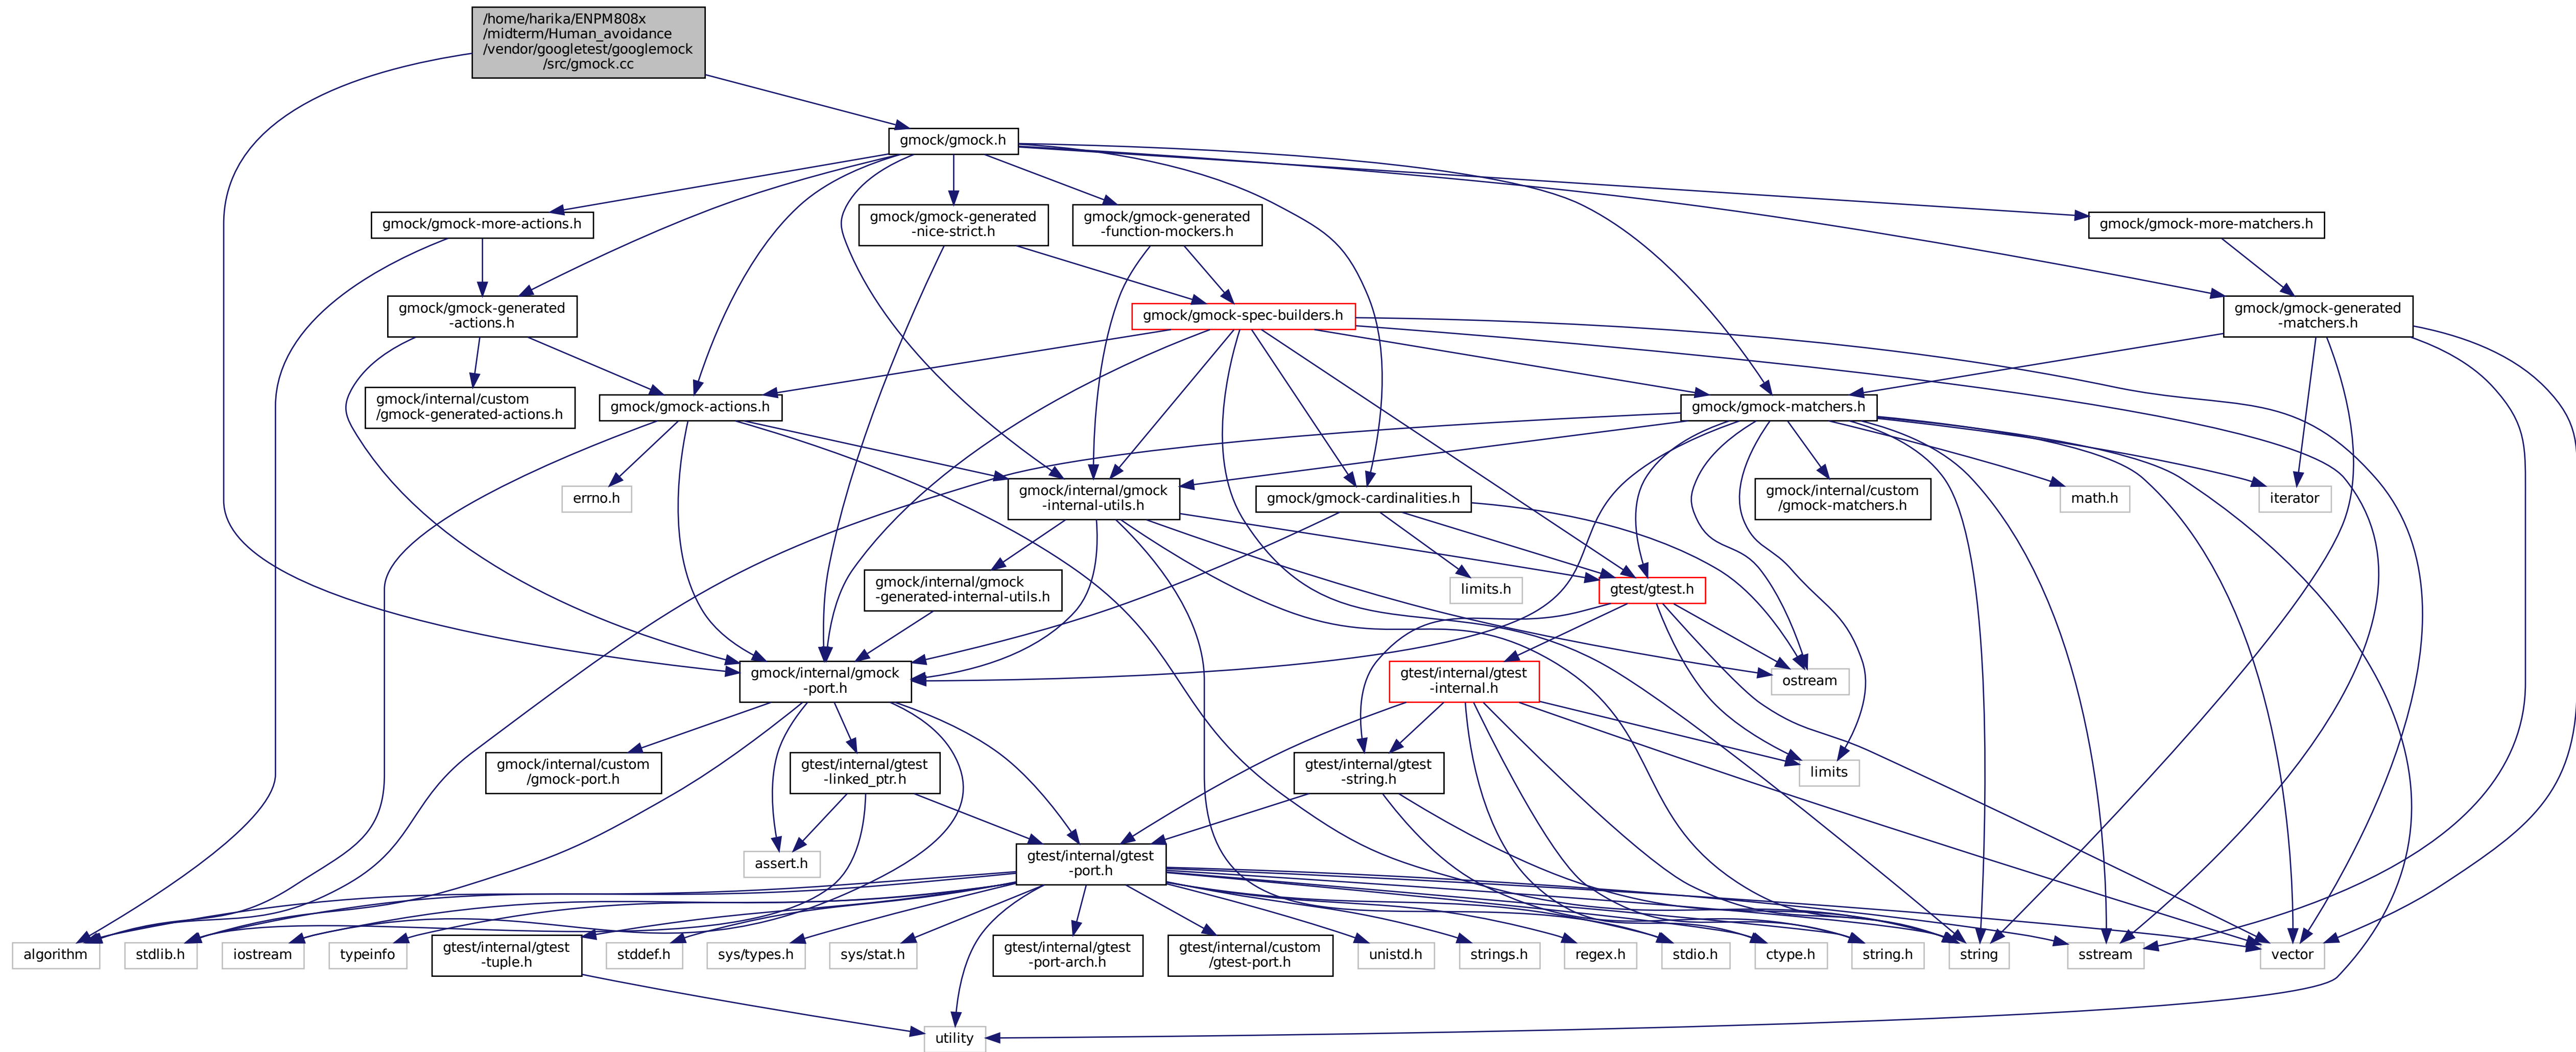 /home/harika/ENPM808x
/midterm/Human_avoidance
/vendor/googletest/googlemock
/src/gmock.cc
gmock/gmock.h
gmock/gmock-more-actions.h
gmock/gmock-generated
-nice-strict.h
gmock/gmock-generated
-function-mockers.h
gmock/gmock-more-matchers.h
gmock/gmock-generated
-actions.h
gmock/gmock-spec-builders.h
gmock/gmock-generated
-matchers.h
gmock/internal/custom
/gmock-generated-actions.h
gmock/gmock-actions.h
gmock/gmock-matchers.h
errno.h
gmock/internal/gmock
-internal-utils.h
gmock/gmock-cardinalities.h
gmock/internal/custom
/gmock-matchers.h
math.h
iterator
gmock/internal/gmock
-generated-internal-utils.h
limits.h
gtest/gtest.h
gmock/internal/gmock
-port.h
gtest/internal/gtest
-internal.h
ostream
gmock/internal/custom
/gmock-port.h
gtest/internal/gtest
-linked_ptr.h
gtest/internal/gtest
-string.h
limits
assert.h
gtest/internal/gtest
-port.h
algorithm
stdlib.h
iostream
typeinfo
gtest/internal/gtest
-tuple.h
stddef.h
sys/types.h
sys/stat.h
gtest/internal/gtest
-port-arch.h
gtest/internal/custom
/gtest-port.h
unistd.h
strings.h
regex.h
stdio.h
ctype.h
string.h
string
sstream
vector
utility